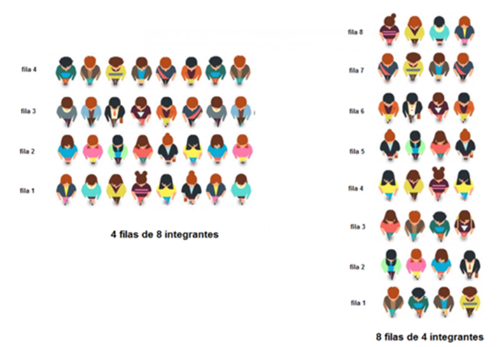 fila 4
fila 3
fila 2
fila 1
4 filas de 8 integrantes
fila 8
fila 7
fila 6
fila 5
fila 4
fila 3
fila 2
fila 1
8 filas de 4 integrantes